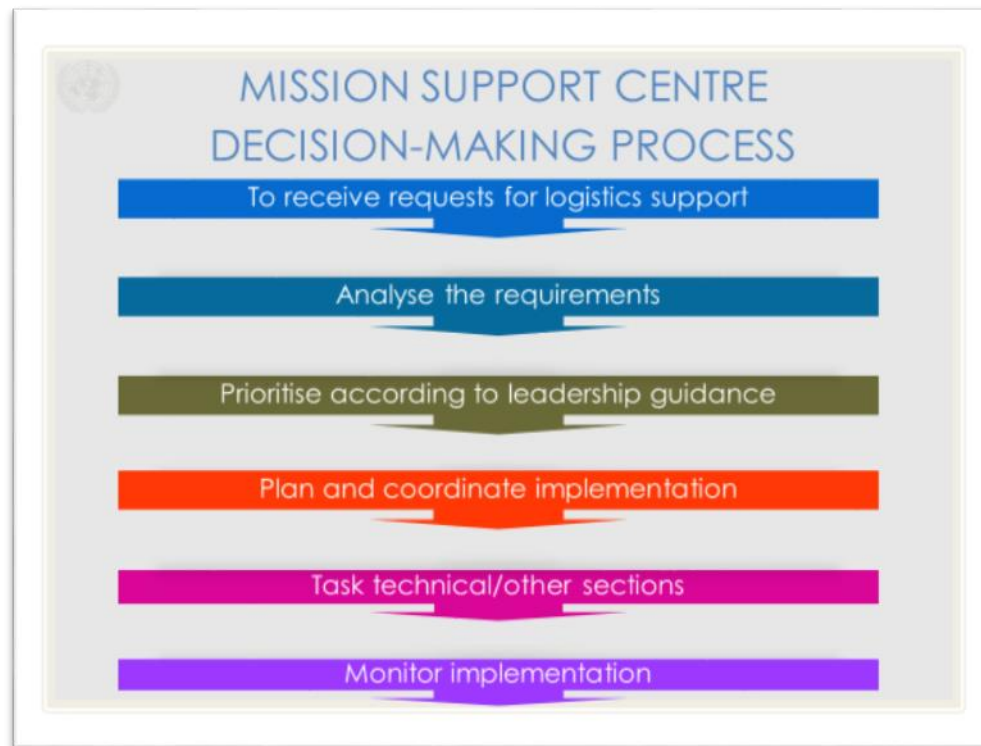 MISSION SUPPORT CENTRE
DECISION-MAKING PROCESS
To receive requests for logistics support
Analyse the requirements
Prioritise according to leadership guidance
Plan and coordinate implementation
Task technical/other sections
Monitor implementation